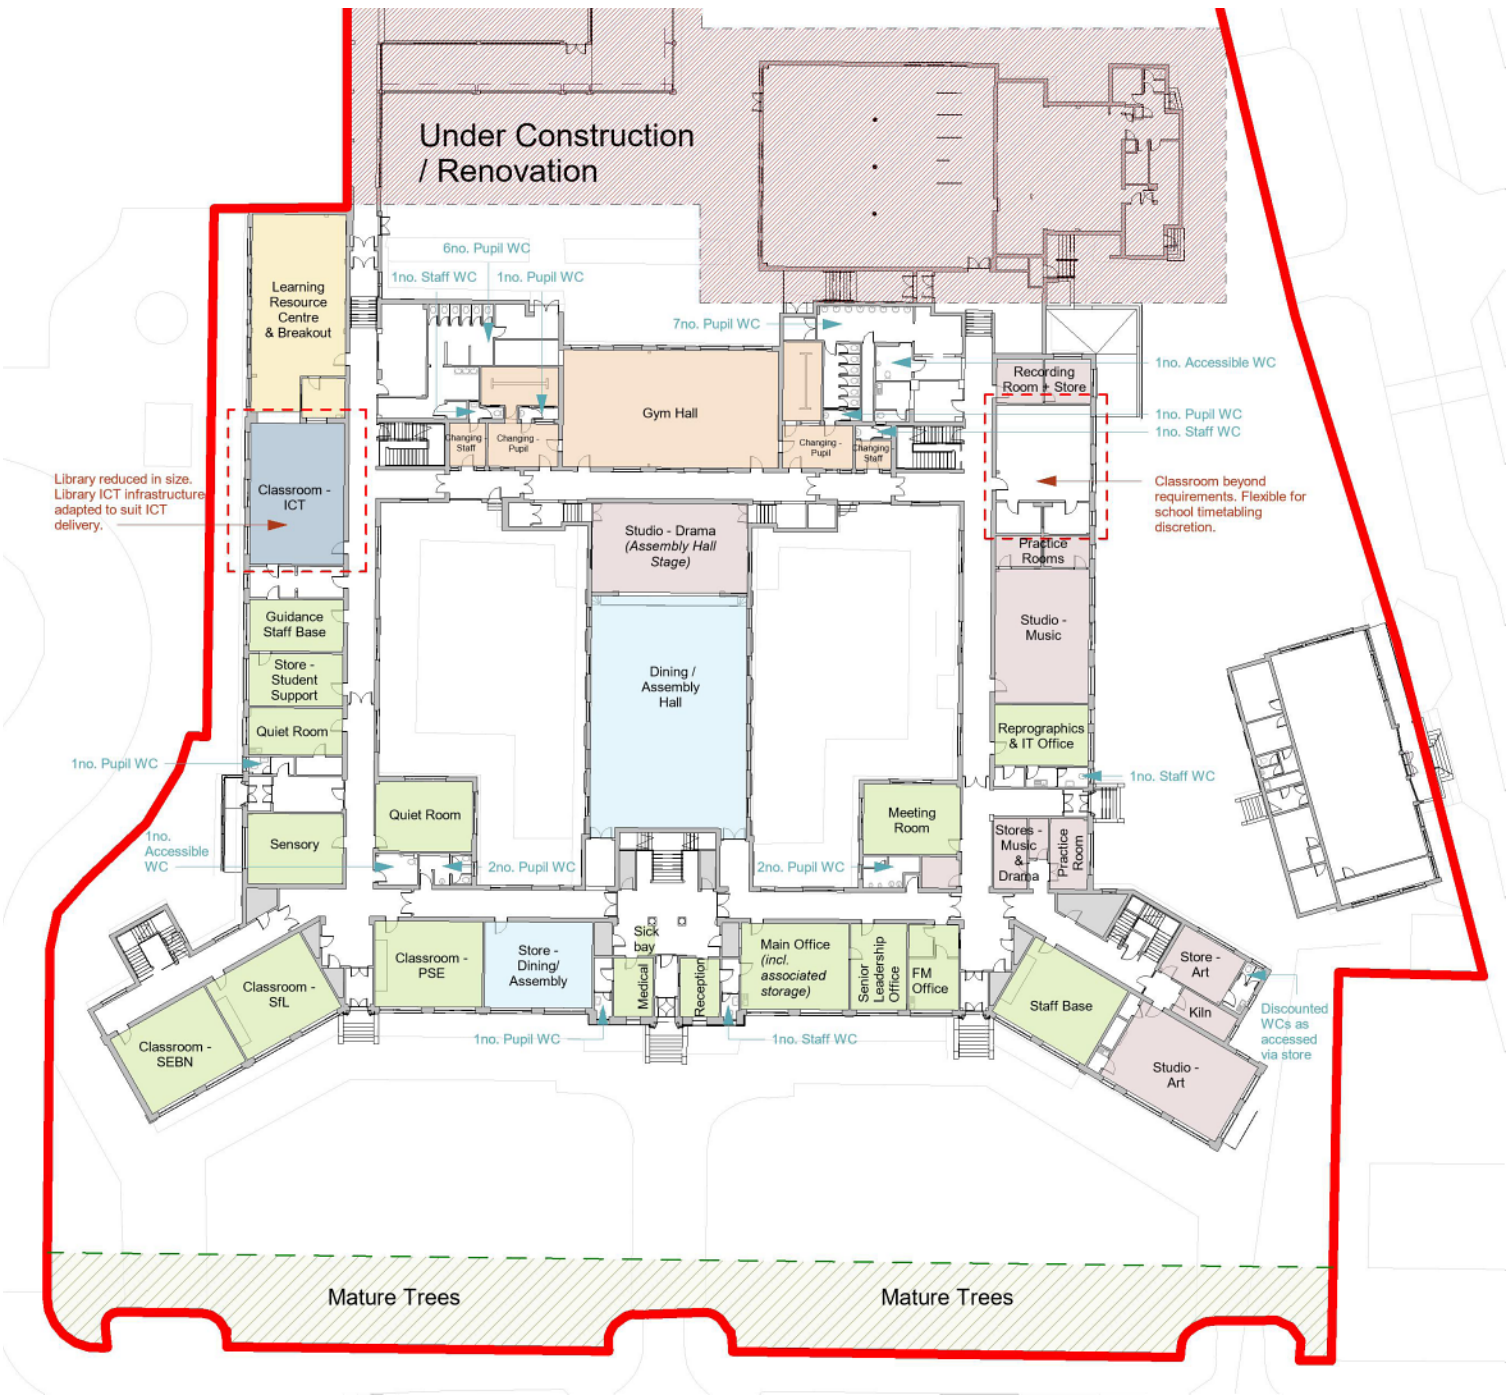 Under Construction
/ Renovation
6no. Pupil WC
1no. Staff WC
1no. Pupil WC
7no. Pupil WC
1no. Accessible WC
1no. Pupil WC
1no. Staff WC
Learning
Resource
Centre
& Breakout
Gym Hall
Recording
Room + Store
Changing -
Staff
Changing -
Pupil
Changing -
Pupil
Changing -
Staff
Library reduced in size.
Library ICT infrastructure
adapted to suit ICT
delivery.
Classroom -
ICT
Classroom beyond
requirements. Flexible for
school timetabling
discretion.
Studio - Drama
(Assembly Hall
Stage)
Practice
Rooms
Guidance
Staff Base
Studio -
Music
Store -
Student
Support
Dining /
Assembly
Hall
Quiet Room
Reprographics
& IT Office
1no. Pupil WC
1no. Staff WC
Quiet Room
Meeting
Room
Sensory
1no.
Accessible
WC
2no. Pupil WC
2no. Pupil WC
Stores -
Music
&
Drama
Practice
Room
Classroom -
PSE
Store -
Dining/
Assembly
Sick
bay
Medical
Reception
Main Office
(incl.
associated
storage)
Senior
Leadership
Office
FM
Office
Classroom -
SfL
Classroom -
SEBN
Staff Base
Store -
Art
Kiln
Studio -
Art
Discounted
WCs as
accessed
via store
1no. Pupil WC
1no. Staff WC
Mature Trees
Mature Trees